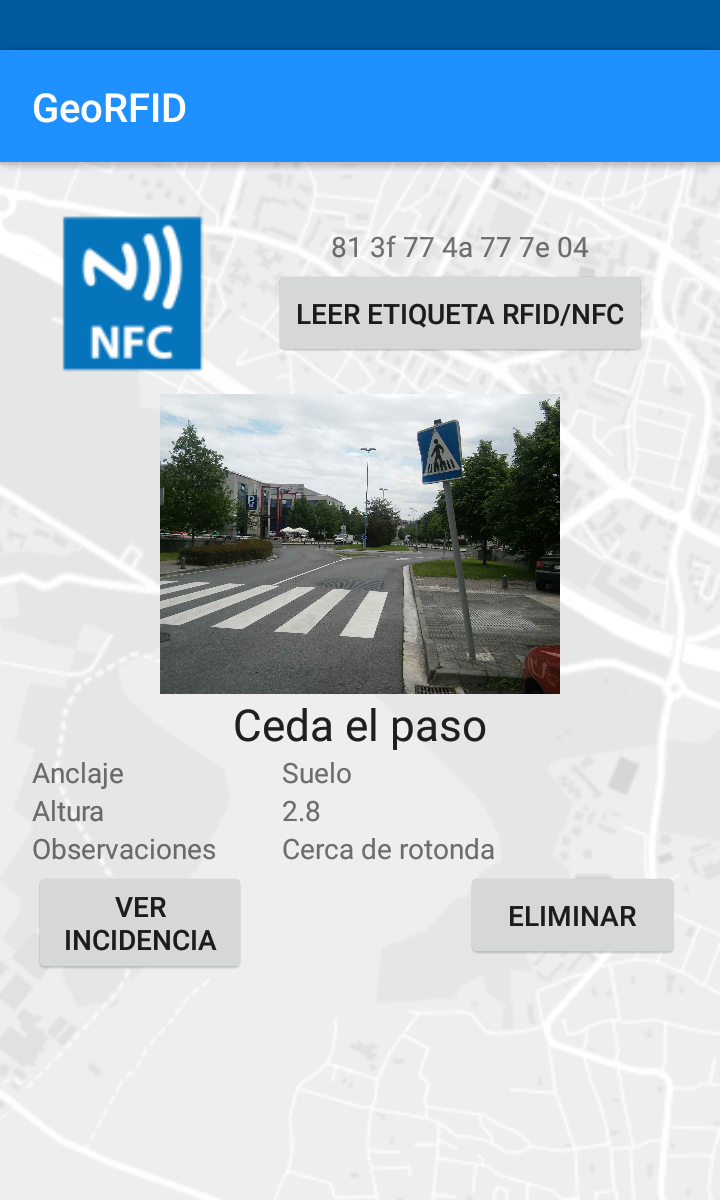 GeoRFID
NFC
81 3f 77 4a 77 7e 04
LEER ETIQUETA RFID/NFC
P
Ceda el paso
Anclaje Suelo
Altura 2.8
Observaciones Cerca de rotonda
VER
INCIDENCIA
ELIMINAR